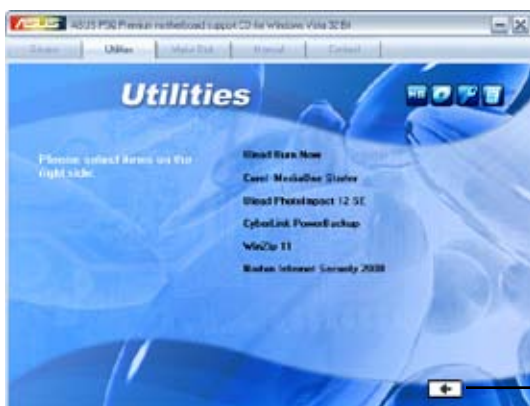 ASUS
ASUS P5Q Premium motherboard support CD for Windows Vista 32 Bit
Drivers
Utilities
Make Disk
Manual
Contact
Utilities
Please select items on the
right side.
Ulead Burn Now
Corel MediaOne Starter
Ulead PhotoImpact 12 SE
CyberLink PowerBackup
WinZip 11
Norton Internet Security 2008